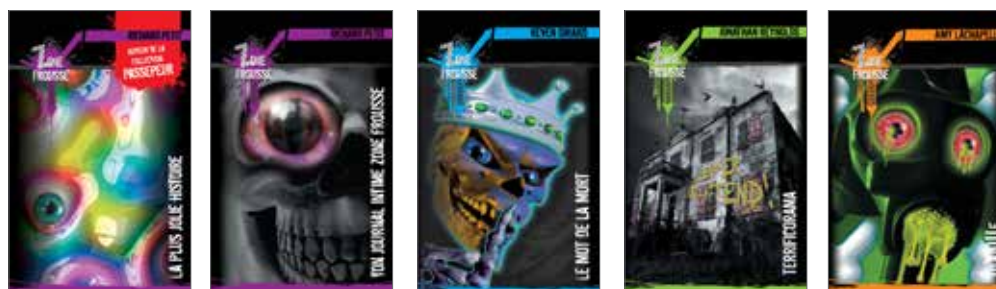 RICHARD PETIT
AUTEUR DE LA
COLLECTION
PASSEPEUR
ZONE
FROUSSE
LA PLUS JOLIE HISTOIRE
RICHARD PETIT
ZONE
FROUSSE
TON JOURNAL INTIME ZONE FROUSSE
ZONE
FROUSSE
LE MOT DE LA MORT
JONATHAN REYNOLDS
ZONE
FROUSSE
TERRIFICORAMA
AMY LACHAPELL
ZONE
FROUSSE